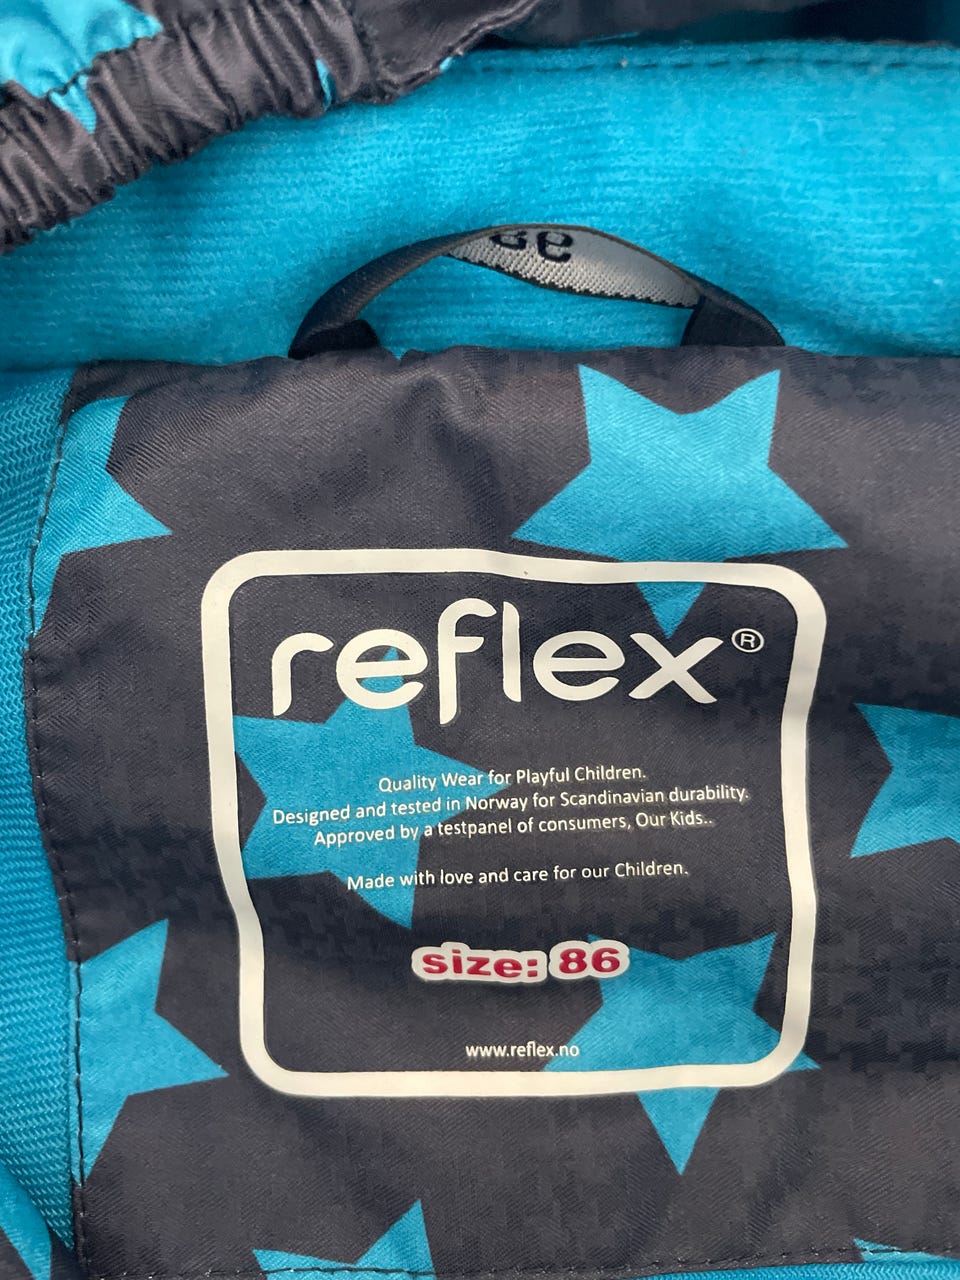 86
reflex®
Quality Wear for Playful Children.
Designed and tested in Norway for Scandinavian durability.
Approved by a testpanel of consumers, Our Kids..
Made with love and care for our Children.
size: 86
www.reflex.no